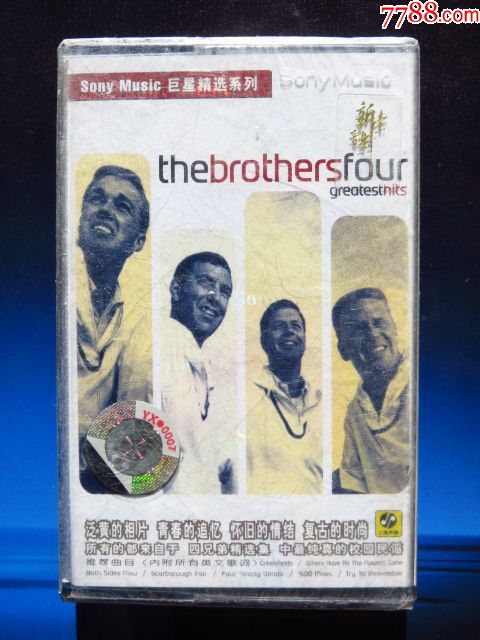 7788.com
Sony Music 巨星精选系列
Sony Music
thebrothersfour
greatesthits
YX●0007
泛黄的相片 青春的追忆 怀旧的情结 复古的时尚
所有的都来自于 四兄弟精选集 中最纯真的校园民谣
推荐曲目(内附所有英文歌词) Greenfields / Where Have All The Flowers Gone
Both Sides Now / Scarborough Fair / Four Strong Winds / 500 Miles / Try To Remember